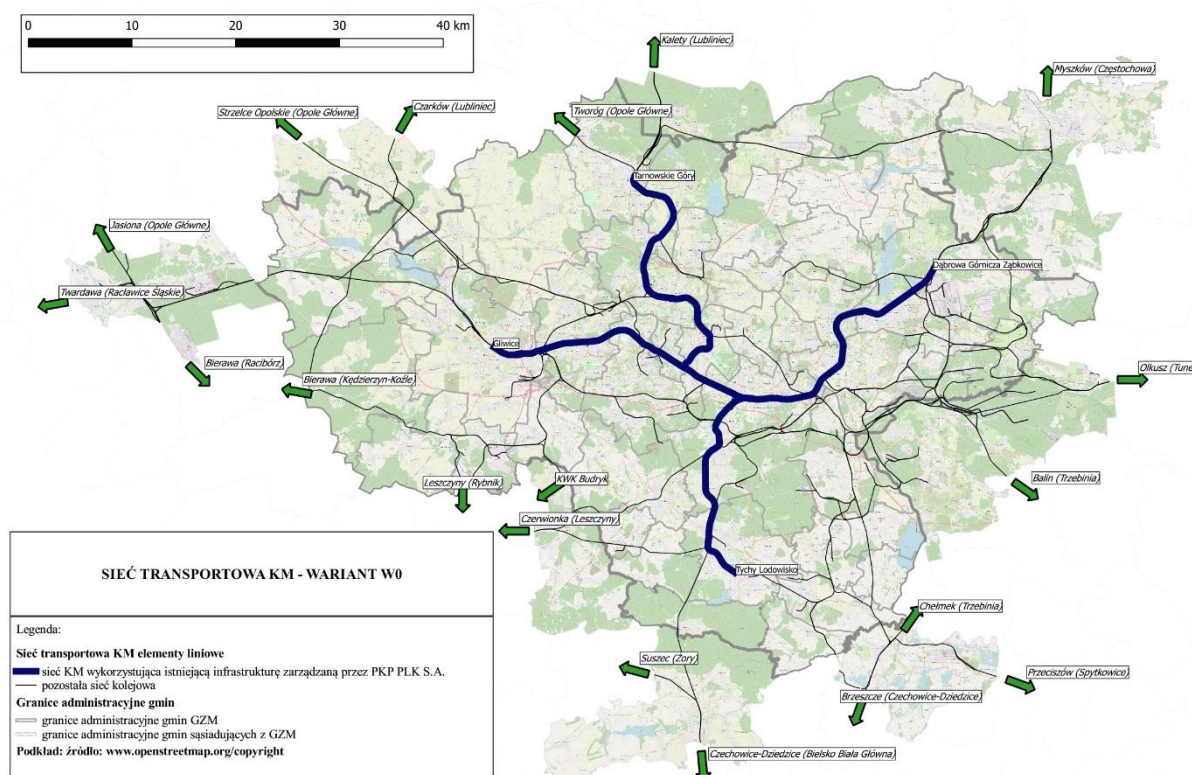 0 10 20 30 40 km
Kalety (Lubliniec)
Myszków (Częstochowa)
Strzelce Opolskie (Opole Główne)
Czarków (Lubliniec)
Tworóg (Opole Główne)
Tarnowskie Góry
Jasiona (Opole Główne)
Dąbrowa Górnicza Ząbkowice
Twardawa (Racławice Śląskie)
Gliwice
Bierawa (Racibórz)
Olkusz (Tune
Bierawa (Kędzierzyn-Koźle)
Leszczyny (Rybnik)
KWK Budryk
Balin (Trzebinia)
Czerwionka (Leszczyny)
Tychy Lodowisko
SIEĆ TRANSPORTOWA KM - WARIANT W0
Chełmek (Trzebinia)
Suszec (Żory)
Przeciszów (Spytkowice)
Brzeszcze (Czechowice-Dziedzice)
Czechowice-Dziedzice (Bielsko Biała Główna)
Legenda:
Sieć transportowa KM elementy liniowe
sieć KM wykorzystująca istniejącą infrastrukturę zarządzaną przez PKP PLK S.A.
pozostała sieć kolejowa
Granice administracyjne gmin
granice administracyjne gmin GZM
granice administracyjne gmin sąsiadujących z GZM
Podkład: źródło: www.openstreetmap.org/copyright